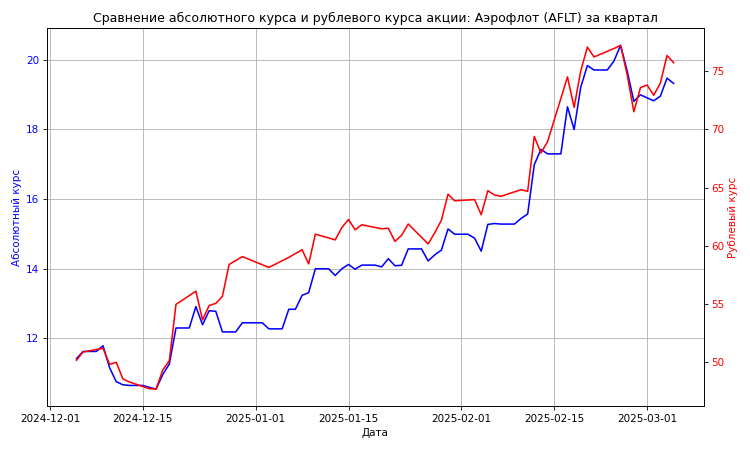 Сравнение абсолютного курса и рублевого курса акции: Аэрофлот (AFLT) за квартал
Абсолютный курс
20
18
16
14
12
75
70
65
60
55
50
Рублевый курс
2024-12-01 2024-12-15 2025-01-01 2025-01-15 2025-02-01 2025-02-15 2025-03-01
Дата